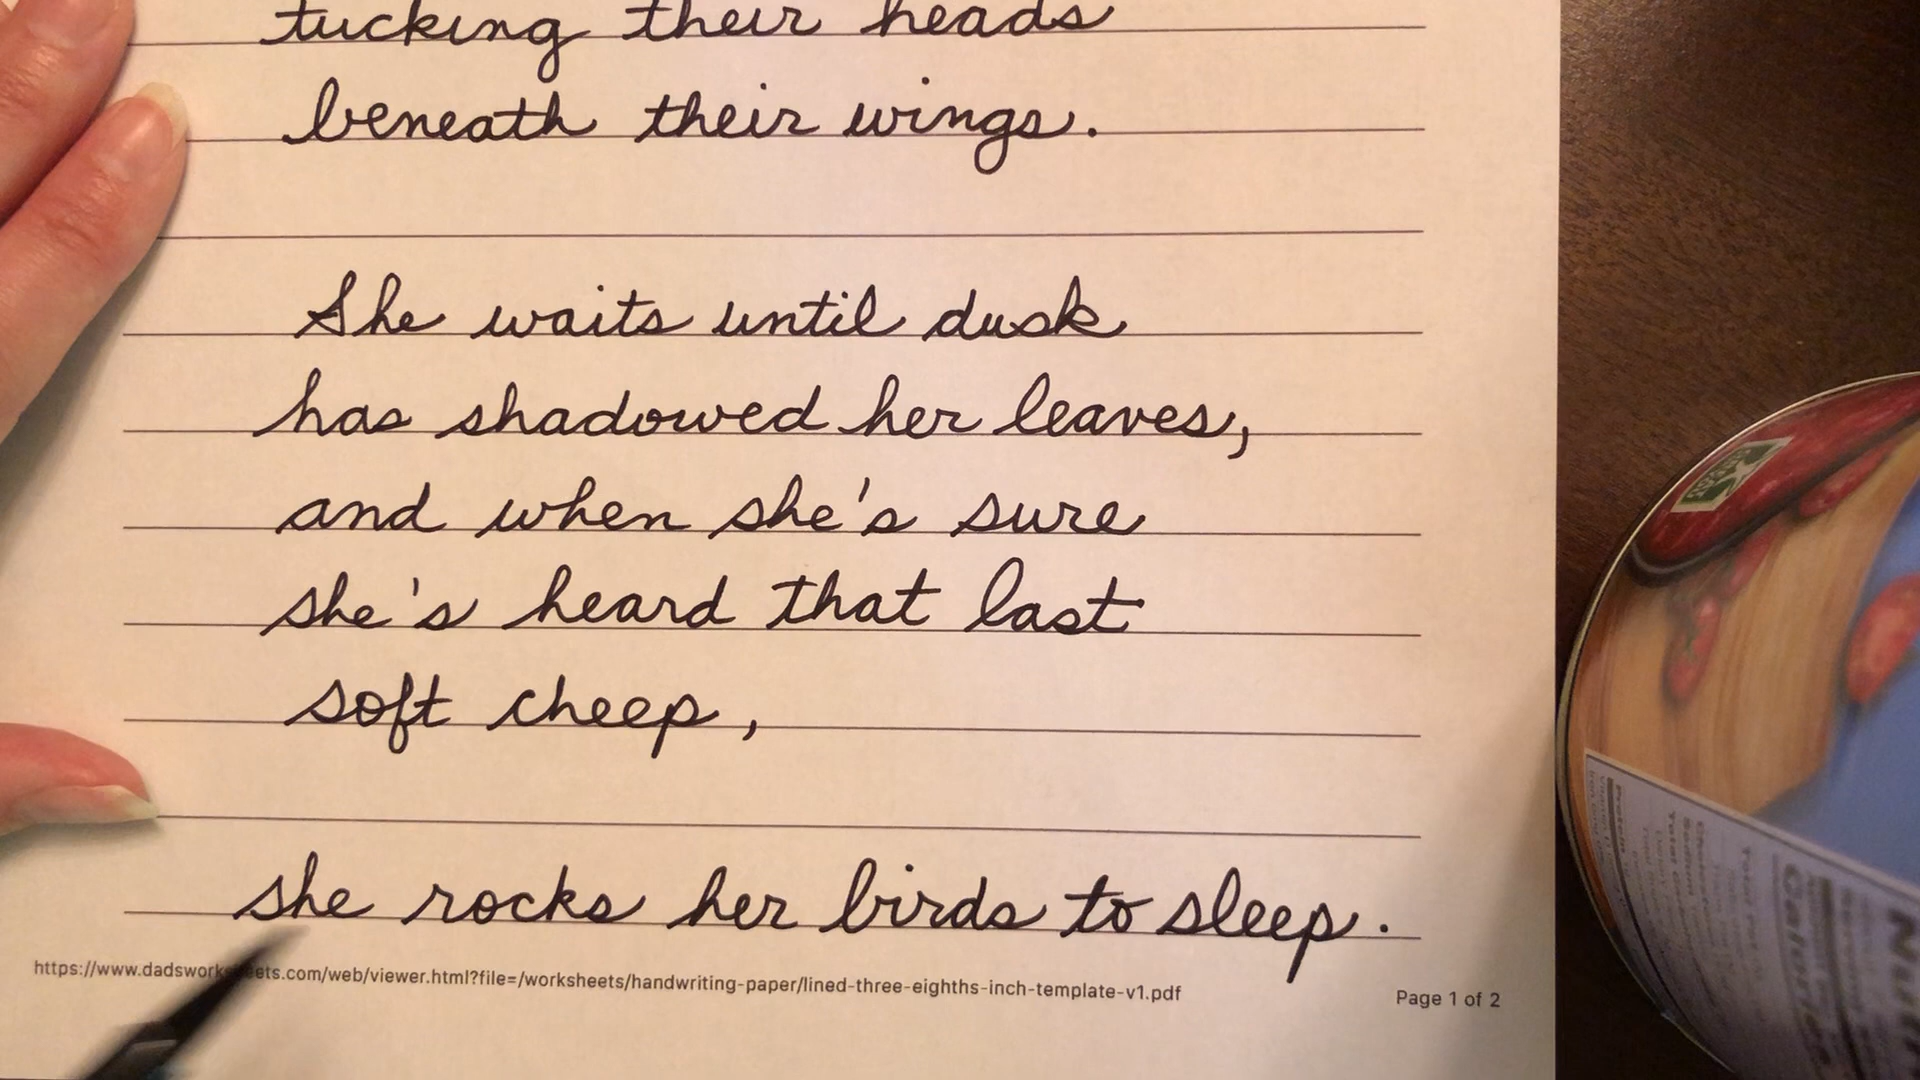 tucking their heads
beneath their wings.
She waits until dusk
has shadowed her leaves,
and when she's sure
she's heard that last
soft cheep,
she rocks her birds to sleep.
https://www.dadsworksheets.com/web/viewer.html?file=/worksheets/handwriting-paper/lined-three-eighths-inch-template-v1.pdf
Page 1 of 2